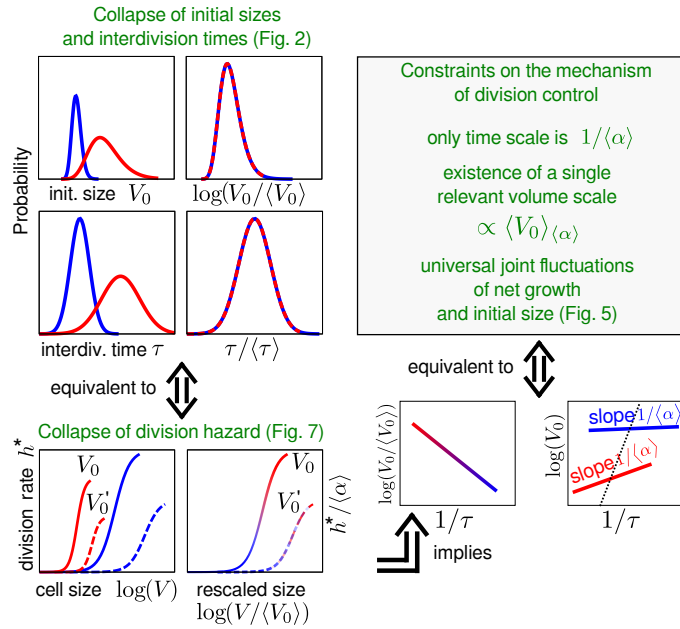 Collapse of initial sizes
and interdivision times (Fig. 2)
Probability
init. size V₀
log(V₀/⟨V₀⟩
interdiv. time τ
τ/⟨τ⟩
equivalent to
Collapse of division hazard (Fig. 7)
division rate h*
V₀
V₀'
cell size log(V)
V₀
V₀'
h*/⟨α⟩
rescaled size
log(V/⟨V₀⟩)
Constraints on the mechanism
of division control
only time scale is 1/⟨α⟩
existence of a single
relevant volume scale
∝ ⟨V₀⟩⟨α⟩
universal joint fluctuations
of net growth
and initial size (Fig. 5)
equivalent to
log(V₀/⟨V₀⟩)
1/τ
implies
log(V₀)
slope 1/⟨α⟩
slope 1/⟨α⟩
1/τ